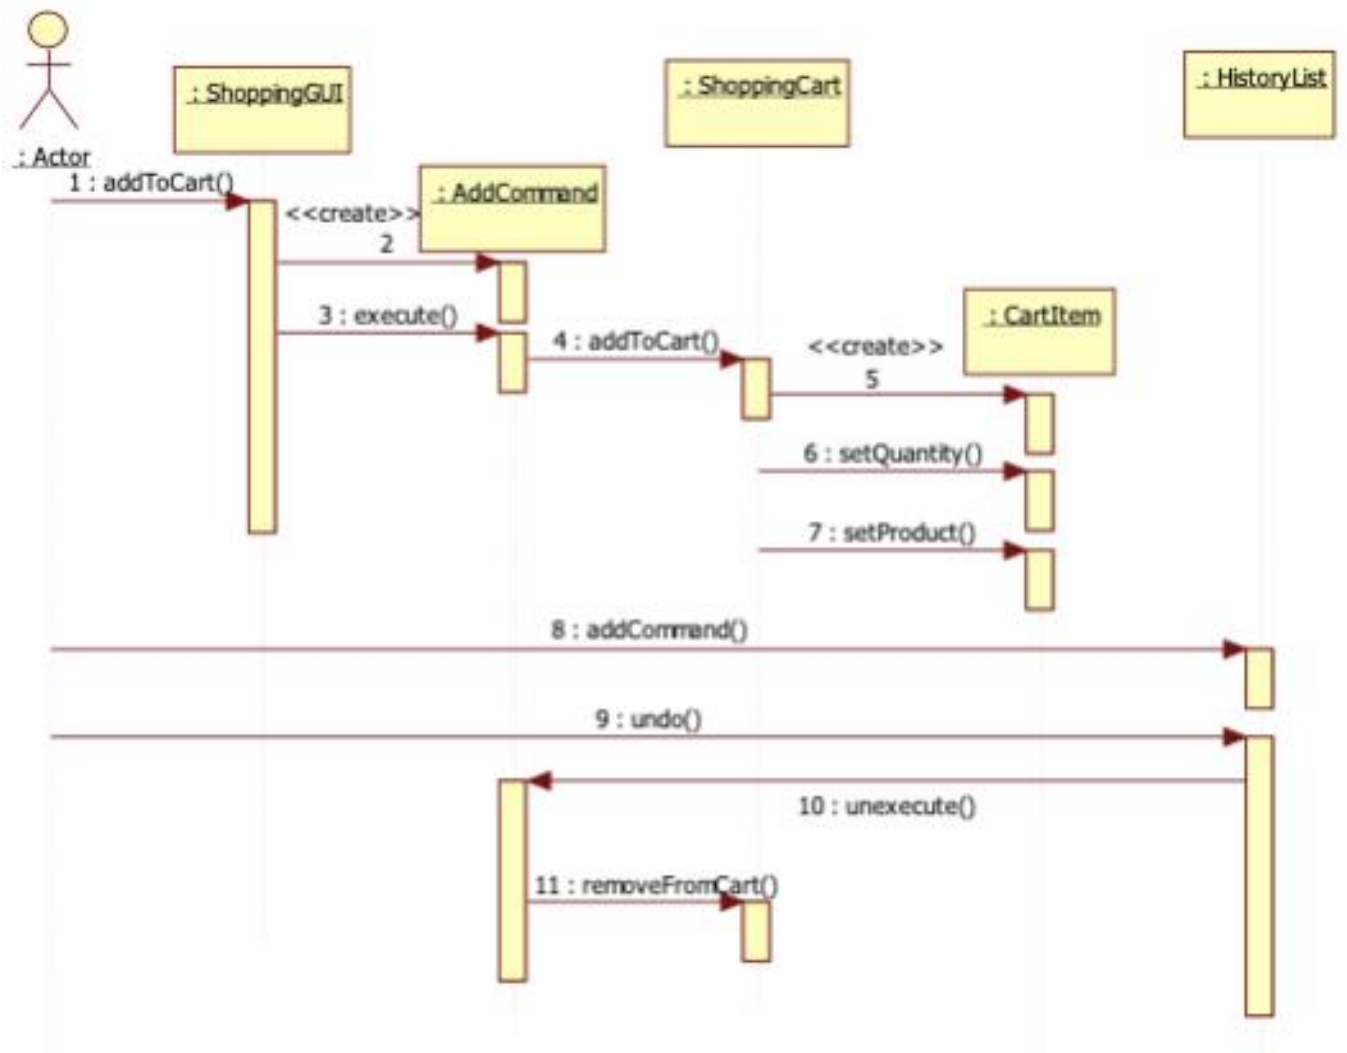 : ShoppingGUI
: ShoppingCart
: HistoryList
: Actor
1 : addToCart()
: AddCommand
<<create>>
2
3 : execute()
: CartItem
4 : addToCart()
<<create>>
5
6 : setQuantity()
7 : setProduct()
8 : addCommand()
9 : undo()
10 : unexecute()
11 : removeFromCart()